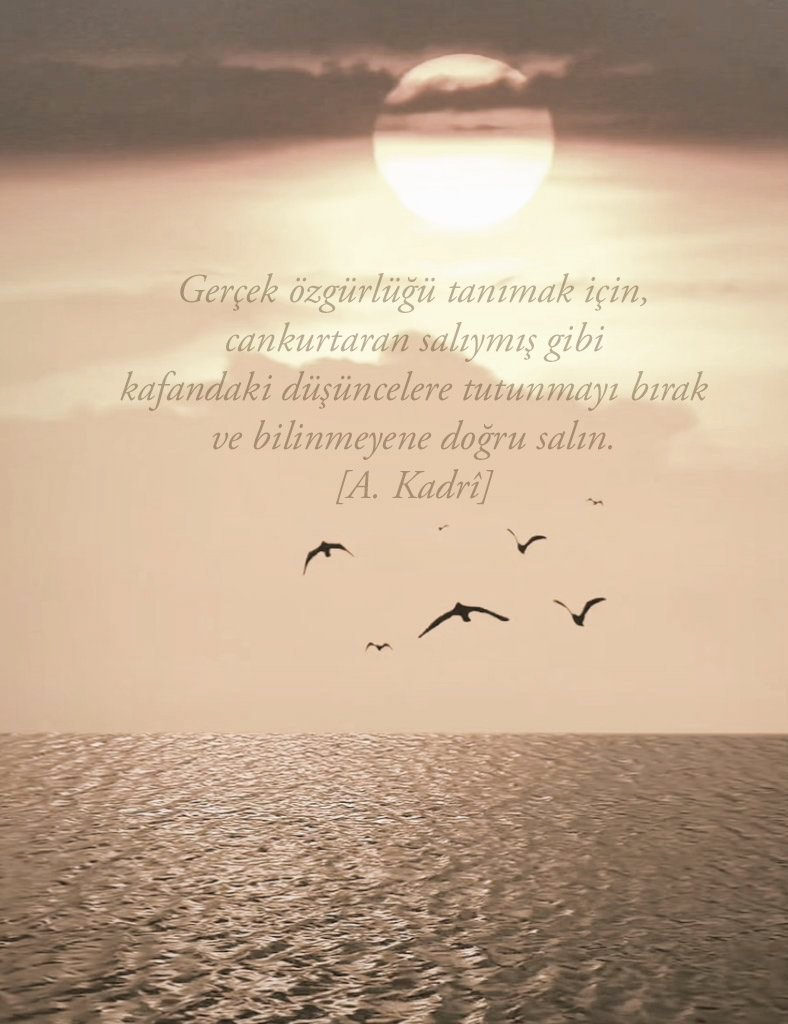 Gerçek özgürlüğü tanımak için,
cankurtaran salıymış gibi
kafandaki düşüncelere tutunmayı bırak
ve bilinmeyene doğru salın.
[A. Kadrî]